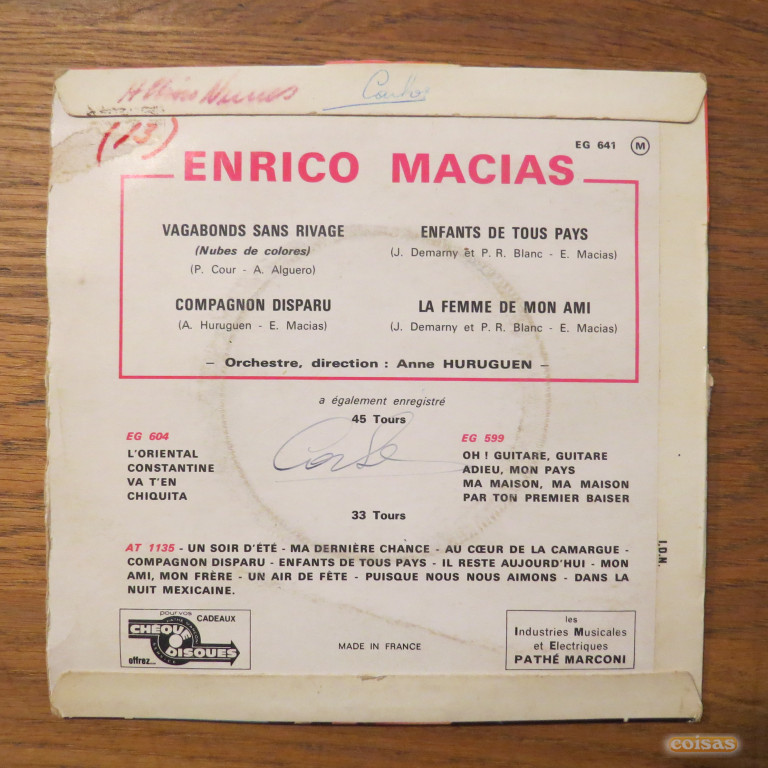 (13)
EG 641 M
ENRICO MACIAS
VAGABONDS SANS RIVAGE
(Nubes de colores)
(P. Cour - A. Alguero)
COMPAGNON DISPARU
(A. Huruguen - E. Macias)
ENFANTS DE TOUS PAYS
(J. Demarny et P. R. Blanc - E. Macias)
LA FEMME DE MON AMI
(J. Demarny et P. R. Blanc - E. Macias)
– Orchestre, direction : Anne HURUGUEN –
a également enregistré
45 Tours
EG 604
L'ORIENTAL
CONSTANTINE
VA T'EN
CHIQUITA
EG 599
OH ! GUITARE, GUITARE
ADIEU, MON PAYS
MA MAISON, MA MAISON
PAR TON PREMIER BAISER
33 Tours
AT 1135 - UN SOIR D'ÉTÉ - MA DERNIÈRE CHANCE - AU CŒUR DE LA CAMARGUE -
COMPAGNON DISPARU - ENFANTS DE TOUS PAYS - IL RESTE AUJOURD'HUI - MON
AMI, MON FRÈRE - UN AIR DE FÊTE - PUISQUE NOUS NOUS AIMONS - DANS LA
NUIT MEXICAINE.
I.D.N.
pour vos CADEAUX
CHEQUE
DISQUES
offrez...
MADE IN FRANCE
les
Industries Musicales
et Electriques
PATHÉ MARCONI
coisas